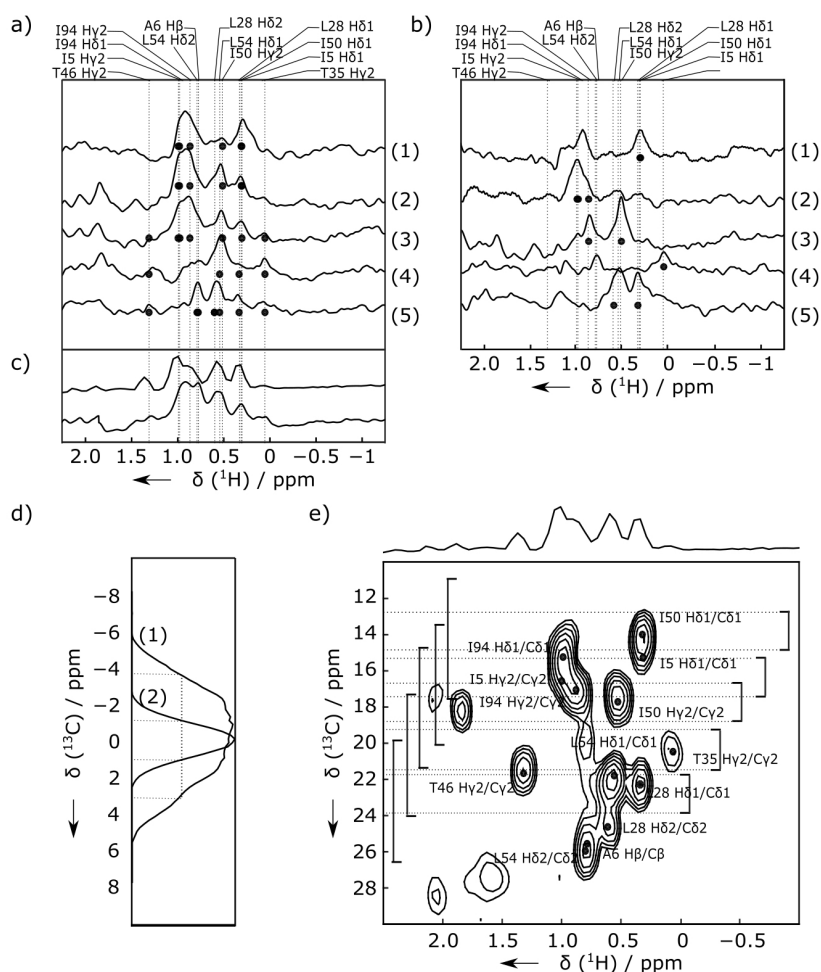 a)
I94 Hγ2
I94 Hδ1
I5 Hγ2
T46 Hγ2
A6 Hβ
L54 Hδ2
L28 Hδ2
L54 Hδ1
I50 Hγ2
L28 Hδ1
I50 Hδ1
I5 Hδ1
T35 Hγ2
(1)
(2)
(3)
(4)
(5)
b)
I94 Hγ2
I94 Hδ1
I5 Hγ2
T46 Hγ2
A6 Hβ
L54 Hδ2
L28 Hδ2
L54 Hδ1
I50 Hγ2
L28 Hδ1
I50 Hδ1
I5 Hδ1
(1)
(2)
(3)
(4)
(5)
2.0 1.5 1.0 0.5 0 −0.5 −1
← δ (¹H) / ppm
c)
2.0 1.5 1.0 0.5 0 −0.5 −1
← δ (¹H) / ppm
d)
(1)
(2)
−8
−6
−4
−2
0
2
4
6
8
← δ (¹³C) / ppm
e)
12
14
16
18
20
22
24
26
28
← δ (¹³C) / ppm
I50 Hδ1/Cδ1
I94 Hδ1/Cδ1
I5 Hδ1/Cδ1
I5 Hγ2/Cγ2
I94 Hγ2/Cγ2
I50 Hγ2/Cγ2
L54 Hδ1/Cδ1
T35 Hγ2/Cγ2
T46 Hγ2/Cγ2
L28 Hδ1/Cδ1
L28 Hδ2/Cδ2
L54 Hδ2/Cδ2
A6 Hβ/Cβ
2.0 1.5 1.0 0.5 0 −0.5
← δ (¹H) / ppm